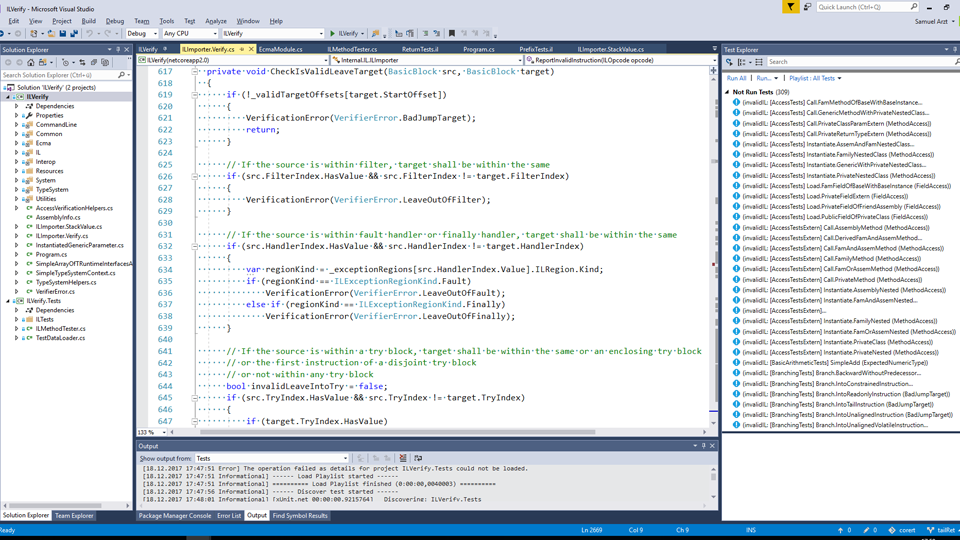 ILVerify - Microsoft Visual Studio
Quick Launch (Ctrl+Q)
File Edit View Project Build Debug Team Tools Test Analyze Window Help
Samuel Arzt
Debug Any CPU ILVerify ILVerify
Solution Explorer
Search Solution Explorer (Ctrl+;)
Solution 'ILVerify' (2 projects)
ILVerify
Dependencies
Properties
CommandLine
Common
Ecma
IL
Interop
Resources
System
TypeSystem
Utilities
AccessVerificationHelpers.cs
AssemblyInfo.cs
ILImporter.StackValue.cs
ILImporter.Verify.cs
InstantiatedGenericParameter.cs
Program.cs
SimpleArrayOfTRuntimeInterfacesA
SimpleTypeSystemContext.cs
TypeSystemHelpers.cs
VerifierError.cs
ILVerify.Tests
Dependencies
ILTests
ILMethodTester.cs
TestDataLoader.cs
Solution Explorer Team Explorer
ILVerify ILImporter.Verify.cs EcmaModule.cs ILMethodTester.cs ReturnTests.il Program.cs PrefixTests.il ILImporter.StackValue.cs
ILVerify(netcoreapp2.0) Internal.IL.ILImporter ReportInvalidInstruction(ILOpcode opcode)
617 private void CheckIsValidLeaveTarget(BasicBlock src, BasicBlock target)
618 {
619 if (!_validTargetOffsets[target.StartOffset])
620 {
621 VerificationError(VerifierError.BadJumpTarget);
622 return;
623 }
624
625 // If the source is within filter, target shall be within the same
626 if (src.FilterIndex.HasValue && src.FilterIndex != target.FilterIndex)
627 {
628 VerificationError(VerifierError.LeaveOutOfFilter);
629 }
630
631 // If the source is within fault handler or finally handler, target shall be within the same
632 if (src.HandlerIndex.HasValue && src.HandlerIndex != target.HandlerIndex)
633 {
634 var regionKind = _exceptionRegions[src.HandlerIndex.Value].ILRegion.Kind;
635 if (regionKind == ILExceptionRegionKind.Fault)
636 VerificationError(VerifierError.LeaveOutOfFault);
637 else if (regionKind == ILExceptionRegionKind.Finally)
638 VerificationError(VerifierError.LeaveOutOfFinally);
639 }
640
641 // If the source is within a try block, target shall be within the same or an enclosing try block
642 // or the first instruction of a disjoint try block
643 // or not within any try block
644 bool invalidLeaveIntoTry = false;
645 if (src.TryIndex.HasValue && src.TryIndex != target.TryIndex)
646 {
647 if (target.TryIndex.HasValue)
133 %
Output
Show output from: Tests
[18.12.2017 17:47:51 Error] The operation failed as details for project ILVerify.Tests could not be loaded.
[18.12.2017 17:47:51 Informational] ------ Load Playlist started ------
[18.12.2017 17:47:51 Informational] ========== Load Playlist finished (0:00:00,0040003) ==========
[18.12.2017 17:47:56 Informational] ------ Discover test started ------
[18.12.2017 17:48:01 Informational] [xUnit.net 00:00:00.9215764] Discovering: ILVerify.Tests
Package Manager Console Error List Output Find Symbol Results
Test Explorer
Search
Run All Run... Playlist : All Tests
Not Run Tests (309)
(invalidIL: [AccessTests] Call.FamMethodOfBaseWithBaseInstance...
(invalidIL: [AccessTests] Call.GenericMethodWithPrivateNested...
(invalidIL: [AccessTests] Call.PrivateClassParamExtern (MethodAccess))
(invalidIL: [AccessTests] Call.PrivateReturnTypeExtern (MethodAccess))
(invalidIL: [AccessTests] Instantiate.AssemAndFamNestedClass...
(invalidIL: [AccessTests] Instantiate.FamilyNestedClass (MethodAccess))
(invalidIL: [AccessTests] Instantiate.GenericWithPrivateNestedClass...
(invalidIL: [AccessTests] Instantiate.PrivateNestedClass (MethodAccess))
(invalidIL: [AccessTests] Load.FamFieldOfBaseWithBaseInstance (FieldAccess))
(invalidIL: [AccessTests] Load.PrivateFieldExtern (FieldAccess))
(invalidIL: [AccessTests] Load.PrivateFieldOfFriendAssembly (FieldAccess))
(invalidIL: [AccessTests] Load.PublicFieldOfPrivateClass (FieldAccess))
(invalidIL: [AccessTestsExtern] Call.AssemblyMethod (MethodAccess))
(invalidIL: [AccessTestsExtern] Call.DerivedFamAndAssemMethod...
(invalidIL: [AccessTestsExtern] Call.FamAndAssemMethod (MethodAccess))
(invalidIL: [AccessTestsExtern] Call.FamilyMethod (MethodAccess))
(invalidIL: [AccessTestsExtern] Call.FamOrAssemMethod (MethodAccess))
(invalidIL: [AccessTestsExtern] Call.PrivateMethod (MethodAccess))
(invalidIL: [AccessTestsExtern] Instantiate.AssemblyNested (MethodAccess))
(invalidIL: [AccessTestsExtern] Instantiate.FamAndAssemNested...
(invalidIL: [AccessTestsExtern] Instantiate.FamilyNested (MethodAccess))
(invalidIL: [AccessTestsExtern] Instantiate.FamOrAssemNested (MethodAccess))
(invalidIL: [AccessTestsExtern] Instantiate.PrivateClass (MethodAccess))
(invalidIL: [AccessTestsExtern] Instantiate.PrivateNested (MethodAccess))
(invalidIL: [BasicArithmeticTests] SimpleAdd (ExpectedNumericType))
(invalidIL: [BranchingTests] Branch.BackwardWithoutPredecessor...
(invalidIL: [BranchingTests] Branch.IntoConstrainedInstruction...
(invalidIL: [BranchingTests] Branch.IntoReadonlyInstruction (BadJumpTarget))
(invalidIL: [BranchingTests] Branch.IntoTailInstruction (BadJumpTarget))
(invalidIL: [BranchingTests] Branch.IntoUnalignedInstruction (BadJumpTarget))
(invalidIL: [BranchingTests] Branch.IntoUnalignedVolatileInstruction...
Ready Ln 2669 Col 9 Ch 9 INS 0 0 corert tailRet